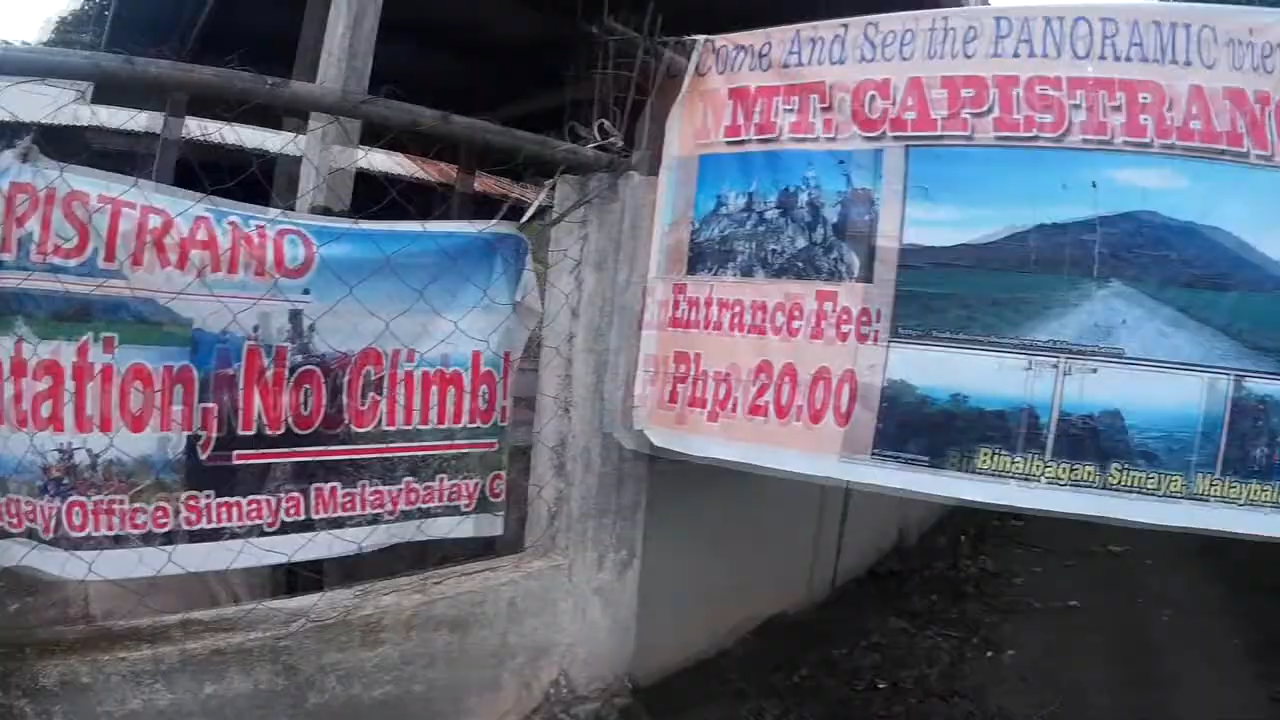 PISTRANO
tation, No Climb!
gay Office Simaya Malaybalay C
Come And See the PANORAMIC vie
MT. CAPISTRAN
Entrance Fee:
Php. 20.00
Binalbagan, Simaya, Malaybal